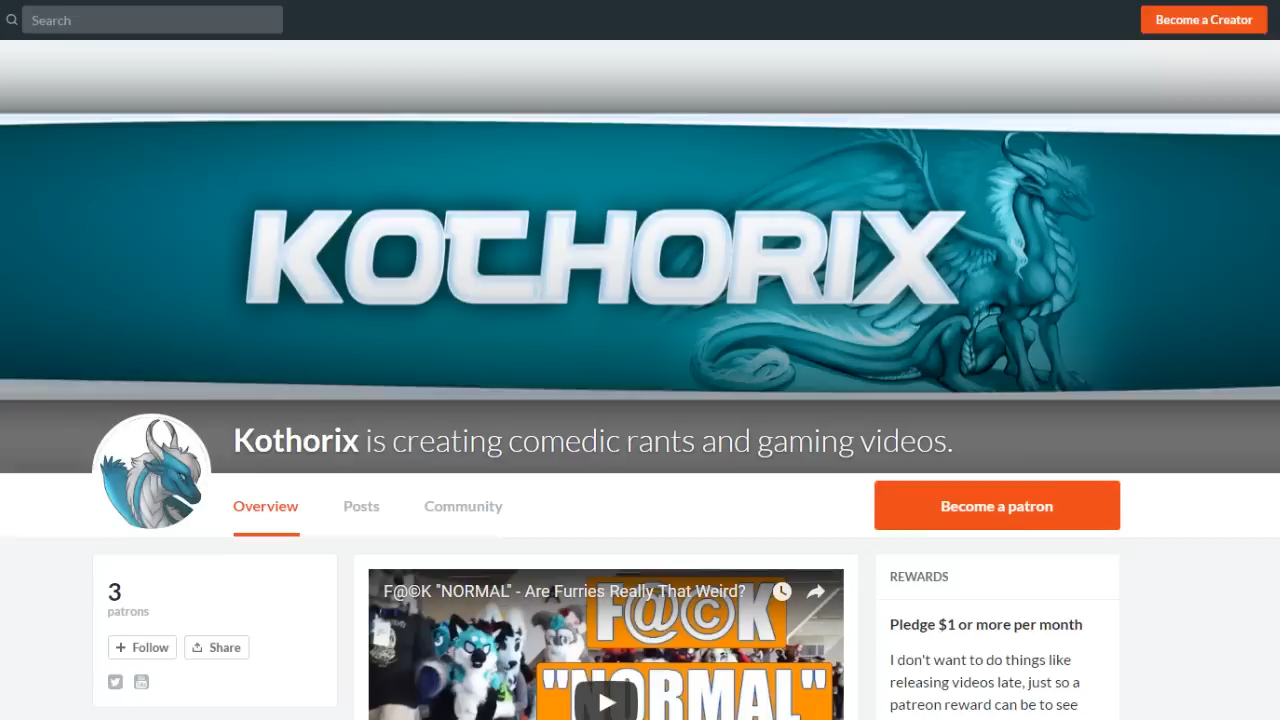 Search
Become a Creator
KOTHORIX
Kothorix is creating comedic rants and gaming videos.
Overview
Posts
Community
Become a patron
3
patrons
Follow
Share
F@©K "NORMAL" - Are Furries Really That Weird?
F@©K
"NORMAL"
REWARDS
Pledge $1 or more per month
I don't want to do things like
releasing videos late, just so a
patreon reward can be to see